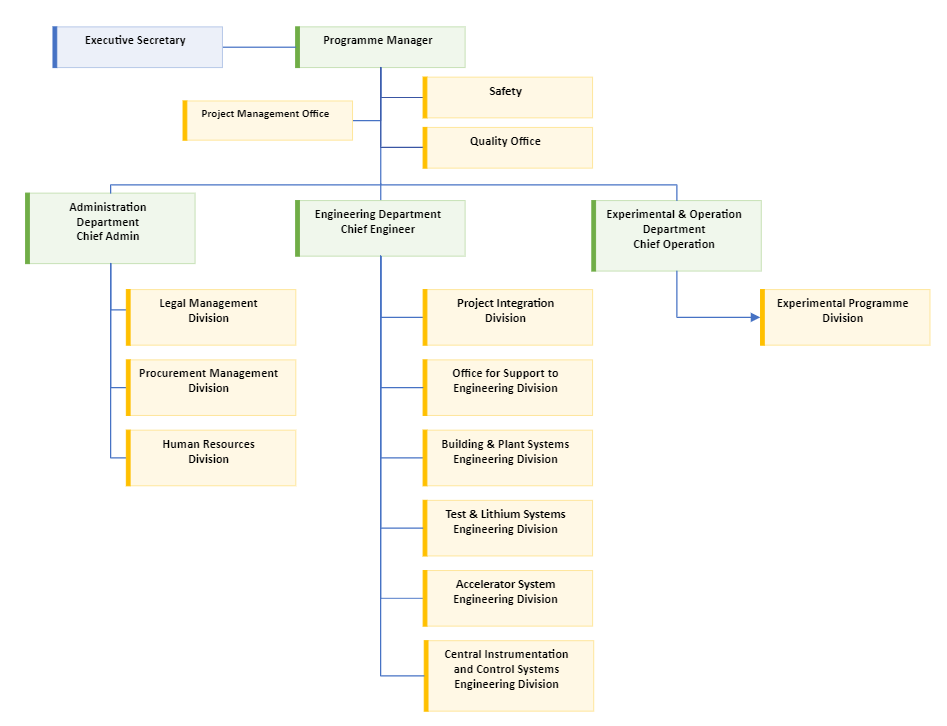 Executive Secretary
Programme Manager
Safety
Project Management Office
Quality Office
Administration
Department
Chief Admin
Engineering Department
Chief Engineer
Experimental & Operation
Department
Chief Operation
Legal Management
Division
Project Integration
Division
Experimental Programme
Division
Procurement Management
Division
Office for Support to
Engineering Division
Human Resources
Division
Building & Plant Systems
Engineering Division
Test & Lithium Systems
Engineering Division
Accelerator System
Engineering Division
Central Instrumentation
and Control Systems
Engineering Division